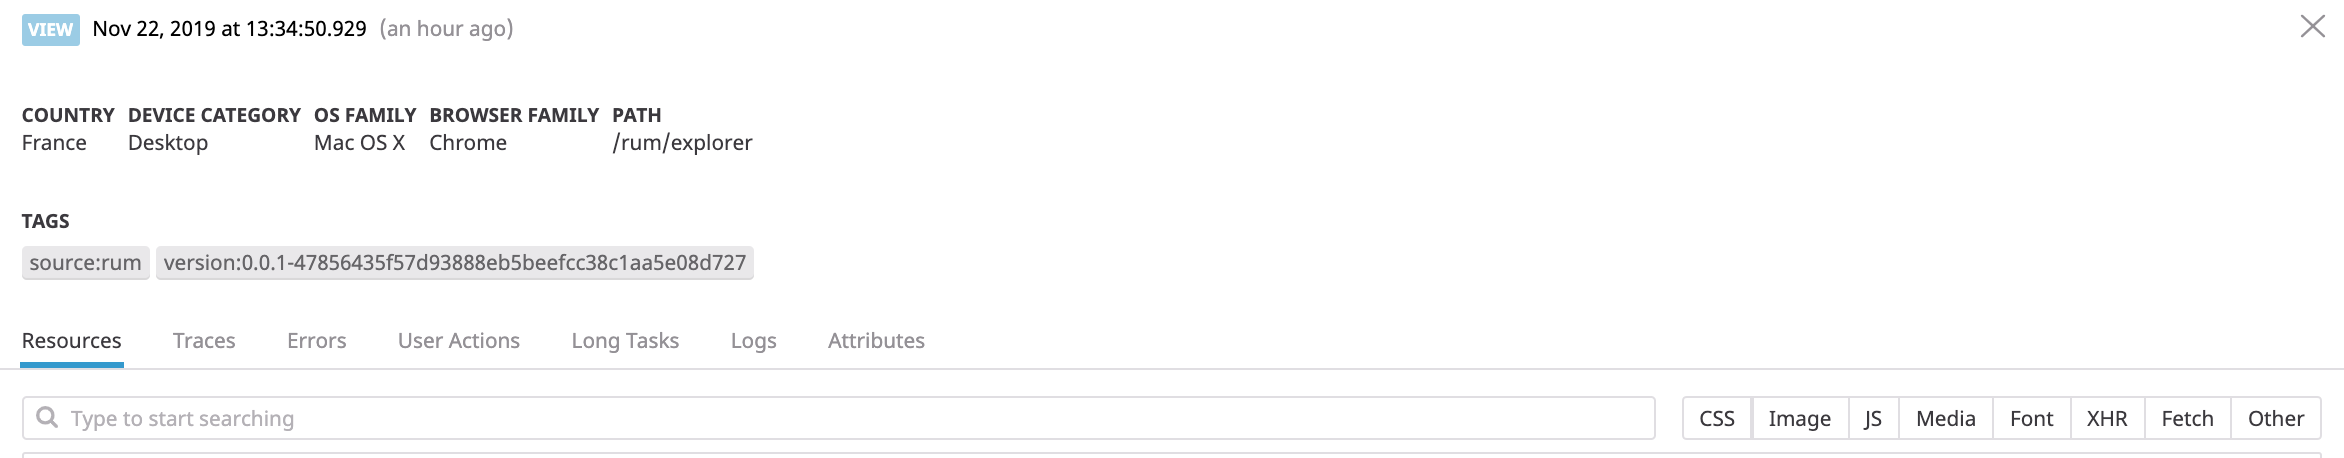 VIEW Nov 22, 2019 at 13:34:50.929 (an hour ago)
COUNTRY DEVICE CATEGORY OS FAMILY BROWSER FAMILY PATH
France Desktop Mac OS X Chrome /rum/explorer
TAGS
source:rum version:0.0.1-47856435f57d93888eb5beefcc38c1aa5e08d727
Resources Traces Errors User Actions Long Tasks Logs Attributes
Type to start searching CSS Image JS Media Font XHR Fetch Other